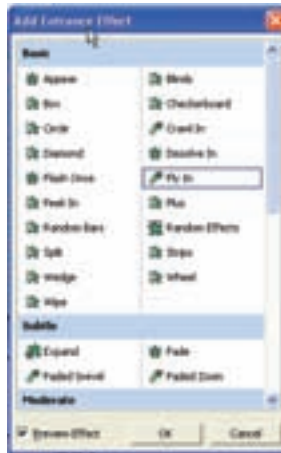 Add Entrance Effect
Basic
Appear Blinds
Box Checkerboard
Circle Crawl In
Diamond Dissolve In
Flash Once Fly In
Peek In Plus
Random Bars Random Effects
Split Strips
Wedge Wheel
Wipe
Subtle
Expand Fade
Faded Swivel Faded Zoom
Moderate
Preview Effect OK Cancel